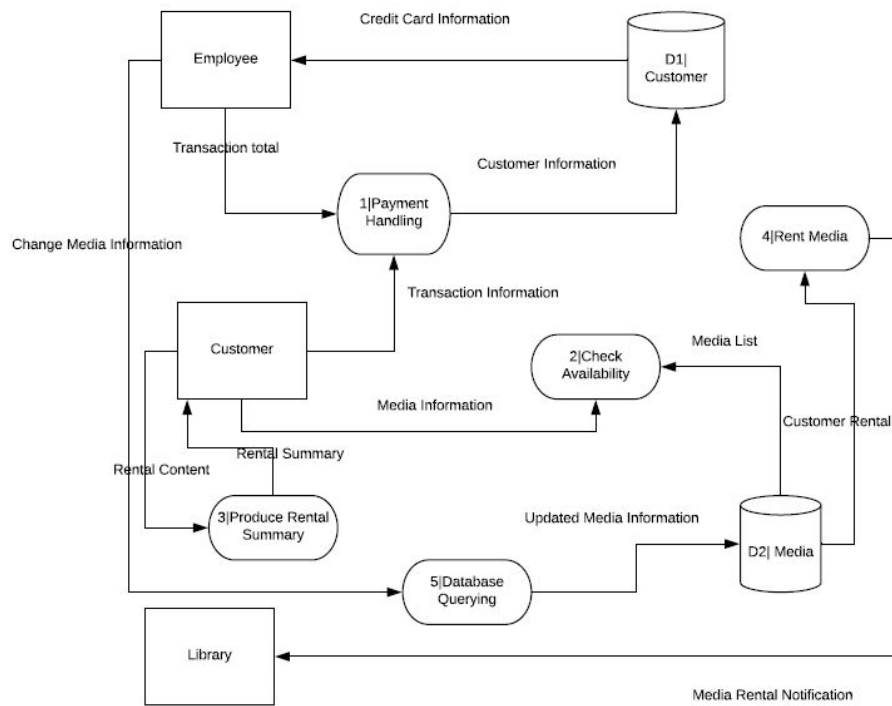 Credit Card Information
Employee
D1|
Customer
Transaction total
Customer Information
1|Payment
Handling
Change Media Information
4|Rent Media
Transaction Information
Customer
Media List
2|Check
Availability
Media Information
Customer Rental
Rental Summary
Rental Content
3|Produce Rental
Summary
Updated Media Information
D2| Media
5|Database
Querying
Library
Media Rental Notification